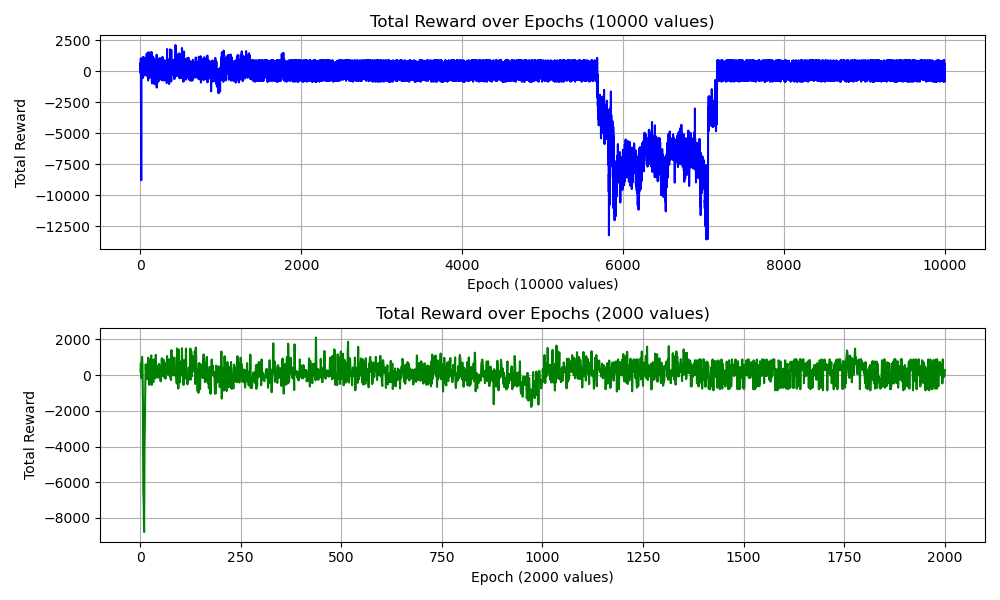 Total Reward over Epochs (10000 values)
Total Reward
2500
0
−2500
−5000
−7500
−10000
−12500
0 2000 4000 6000 8000 10000
Epoch (10000 values)
Total Reward over Epochs (2000 values)
Total Reward
2000
0
−2000
−4000
−6000
−8000
0 250 500 750 1000 1250 1500 1750 2000
Epoch (2000 values)